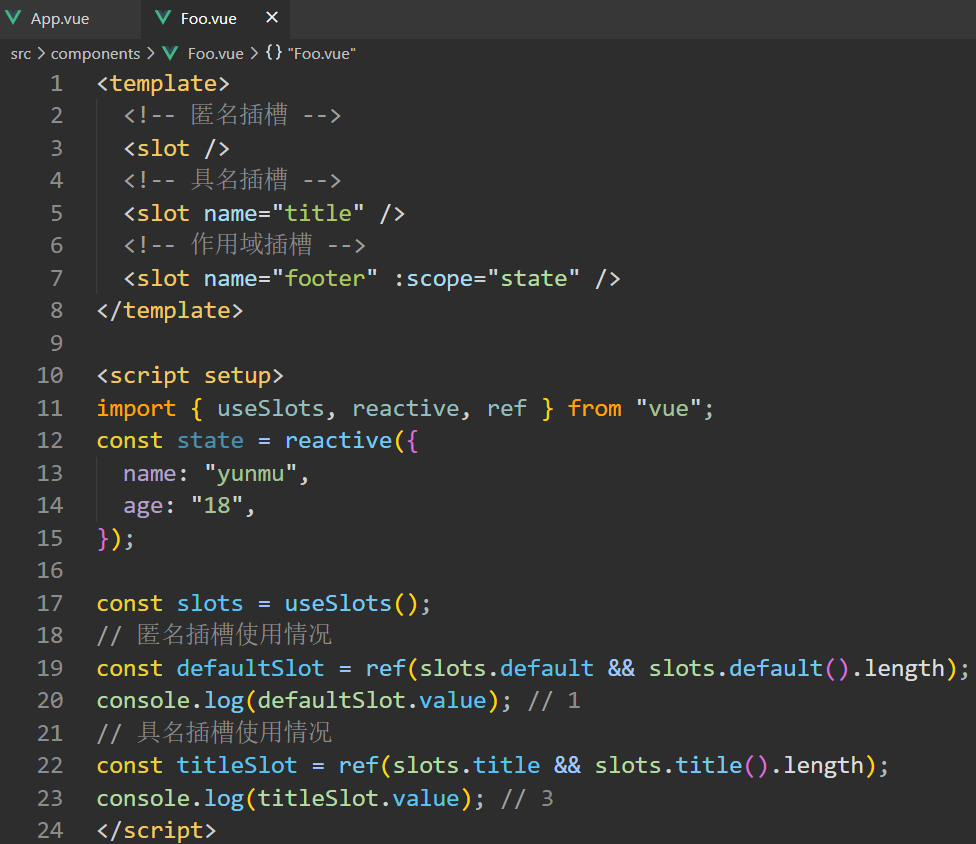 App.vue Foo.vue ×
src > components > Foo.vue > {} "Foo.vue"
1 <template>
2 <!-- 匿名插槽 -->
3 <slot />
4 <!-- 具名插槽 -->
5 <slot name="title" />
6 <!-- 作用域插槽 -->
7 <slot name="footer" :scope="state" />
8 </template>
9
10 <script setup>
11 import { useSlots, reactive, ref } from "vue";
12 const state = reactive({
13 name: "yunmu",
14 age: "18",
15 });
16
17 const slots = useSlots();
18 // 匿名插槽使用情况
19 const defaultSlot = ref(slots.default && slots.default().length);
20 console.log(defaultSlot.value); // 1
21 // 具名插槽使用情况
22 const titleSlot = ref(slots.title && slots.title().length);
23 console.log(titleSlot.value); // 3
24 </script>